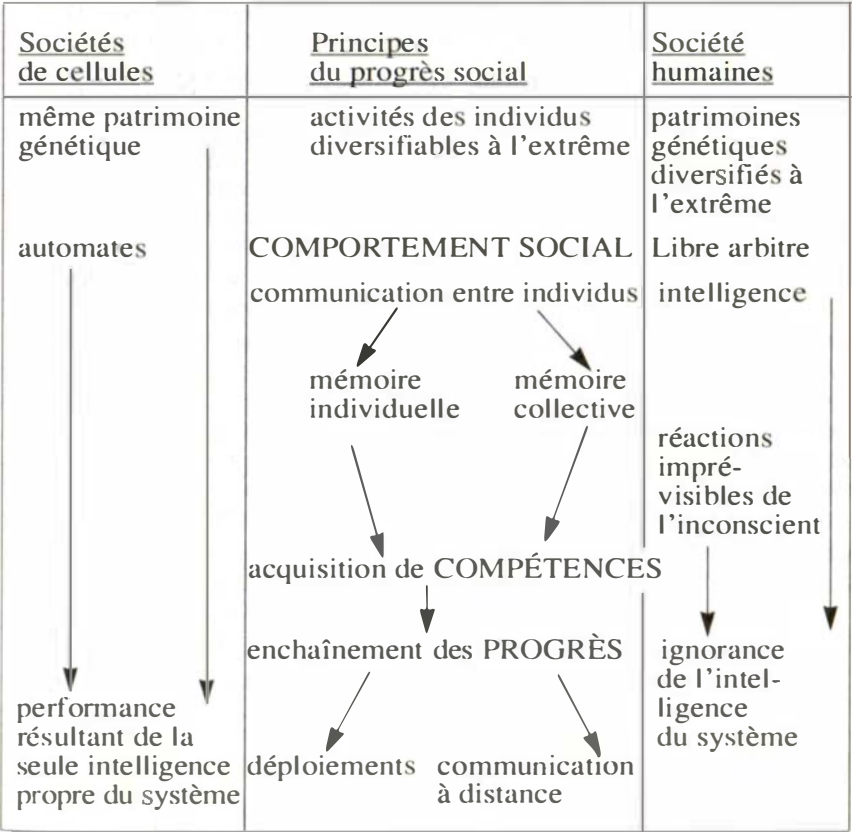 Sociétés
de cellules
même patrimoine
génétique
automates
performance
résultant de la
seule intelligence
propre du système
Principes
du progrès social
activités des individus
diversifiables à l'extrême
COMPORTEMENT SOCIAL
communication entre individus
mémoire
individuelle
mémoire
collective
acquisition de COMPÉTENCES
enchaînement des PROGRÈS
déploiements
communication
à distance
Société
humaines
patrimoines
génétiques
diversifiés à
l'extrême
Libre arbitre
intelligence
réactions
impré-
visibles de
l'inconscient
ignorance
de l'intel-
ligence
du système